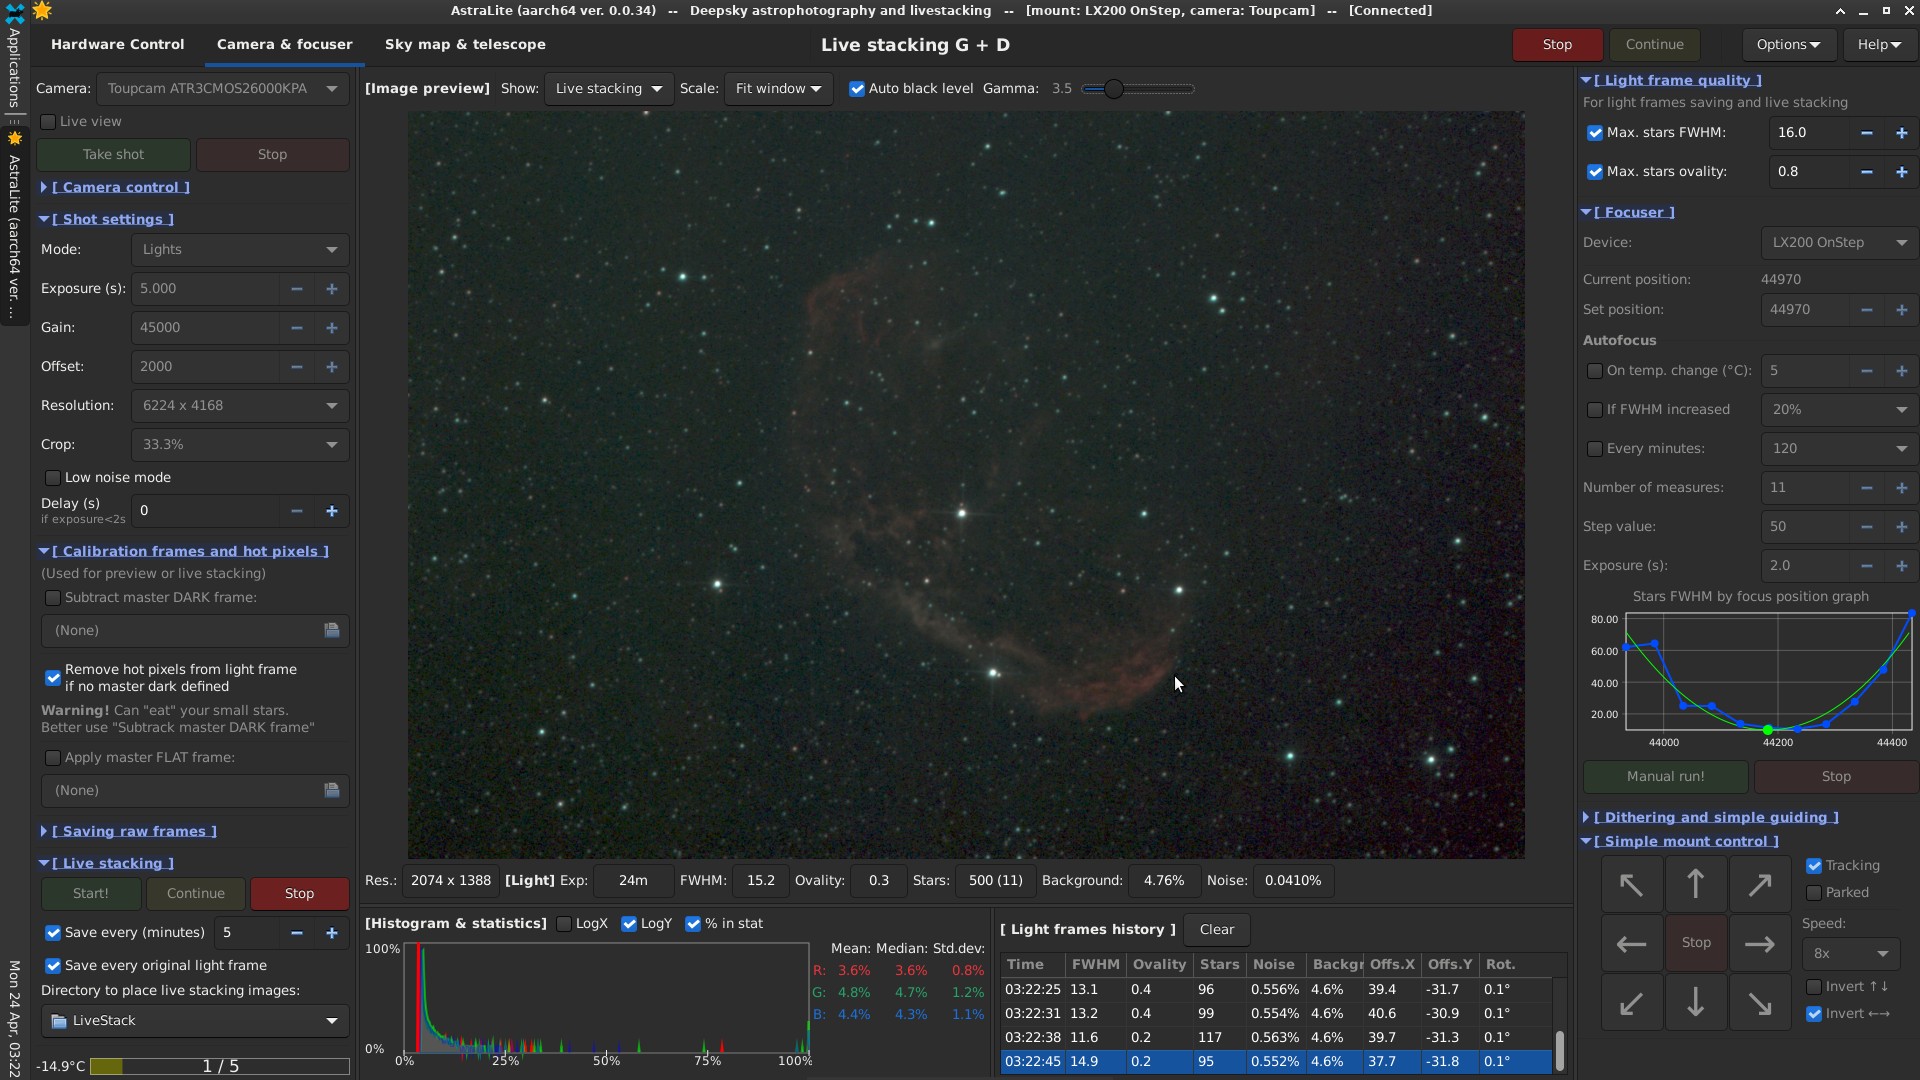 AstraLite (aarch64 ver. 0.0.34) -- Deepsky astrophotography and livestacking -- [mount: LX200 OnStep, camera: Toupcam] -- [Connected]
Applications
AstraLite (aarch64 ver. ...
Mon 24 Apr, 03:22
Hardware Control
Camera & focuser
Sky map & telescope
Live stacking G + D
Stop
Continue
Options
Help
Camera:
Toupcam ATR3CMOS26000KPA
Live view
Take shot
Stop
[ Camera control ]
[ Shot settings ]
Mode:
Lights
Exposure (s):
5.000
Gain:
45000
Offset:
2000
Resolution:
6224 x 4168
Crop:
33.3%
Low noise mode
Delay (s)
if exposure<2s
0
[ Calibration frames and hot pixels ]
(Used for preview or live stacking)
Subtract master DARK frame:
(None)
Remove hot pixels from light frame
if no master dark defined
Warning! Can "eat" your small stars.
Better use "Subtrack master DARK frame"
Apply master FLAT frame:
(None)
[ Saving raw frames ]
[ Live stacking ]
Start!
Continue
Stop
Save every (minutes)
5
Save every original light frame
Directory to place live stacking images:
LiveStack
-14.9°C
1 / 5
[Image preview]
Show:
Live stacking
Scale:
Fit window
Auto black level
Gamma:
3.5
Res.:
2074 x 1388
[Light]
Exp:
24m
FWHM:
15.2
Ovality:
0.3
Stars:
500 (11)
Background:
4.76%
Noise:
0.0410%
[Histogram & statistics]
LogX
LogY
% in stat
100%
0%
0%
25%
50%
75%
100%
Mean: Median: Std.dev:
R: 3.6% 3.6% 0.8%
G: 4.8% 4.7% 1.2%
B: 4.4% 4.3% 1.1%
[ Light frames history ]
Clear
Time FWHM Ovality Stars Noise Backgr Offs.X Offs.Y Rot.
03:22:25 13.1 0.4 96 0.556% 4.6% 39.4 -31.7 0.1°
03:22:31 13.2 0.4 99 0.554% 4.6% 40.6 -30.9 0.1°
03:22:38 11.6 0.2 117 0.563% 4.6% 39.7 -31.3 0.1°
03:22:45 14.9 0.2 95 0.552% 4.6% 37.7 -31.8 0.1°
[ Light frame quality ]
For light frames saving and live stacking
Max. stars FWHM:
16.0
Max. stars ovality:
0.8
[ Focuser ]
Device:
LX200 OnStep
Current position:
44970
Set position:
44970
Autofocus
On temp. change (°C):
5
If FWHM increased
20%
Every minutes:
120
Number of measures:
11
Step value:
50
Exposure (s):
2.0
Stars FWHM by focus position graph
80.00
60.00
40.00
20.00
44000
44200
44400
Manual run!
Stop
[ Dithering and simple guiding ]
[ Simple mount control ]
↖ ↑ ↗
← Stop →
↙ ↓ ↘
Tracking
Parked
Speed:
8x
Invert ↑↓
Invert ←→